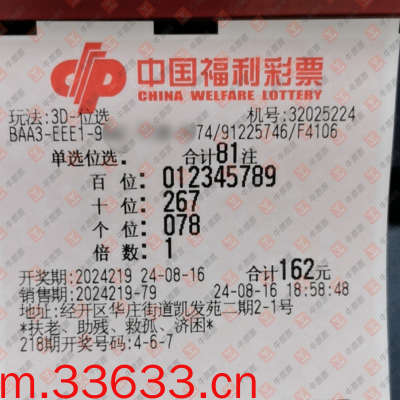 中国福利彩票
CHINA WELFARE LOTTERY
玩法:3D-位选 机号:32025224
BAA3-EEE1-9 74/91225746/F4106
单选位选. 合计81注
百 位: 012345789
十 位: 267
个 位: 078
倍 数: 1
开奖期:2024219 24-08-16 合计162元
销售期:2024219-79 24-08-16 18:58:48
地址:经开区华庄街道凯发苑二期2-1号
*扶老、助残、救孤、济困*
218期开奖号码:4-6-7
m.33633.cn